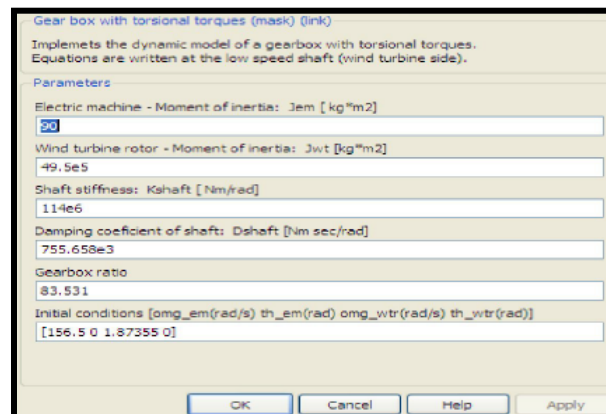 Gear box with torsional torques (mask) (link)
Implemets the dynamic model of a gearbox with torsional torques.
Equations are written at the low speed shaft (wind turbine side).
Parameters
Electric machine - Moment of inertia: Jem [ kg*m2]
90
Wind turbine rotor - Moment of inertia: Jwt [kg*m2]
49.5e5
Shaft stiffness: Kshaft [ Nm/rad]
114e6
Damping coeficient of shaft: Dshaft [Nm sec/rad]
755.658e3
Gearbox ratio
83.531
Initial conditions [omg_em(rad/s) th_em(rad) omg_wtr(rad/s) th_wtr(rad)]
[156.5 0 1.87355 0]
OK Cancel Help Apply